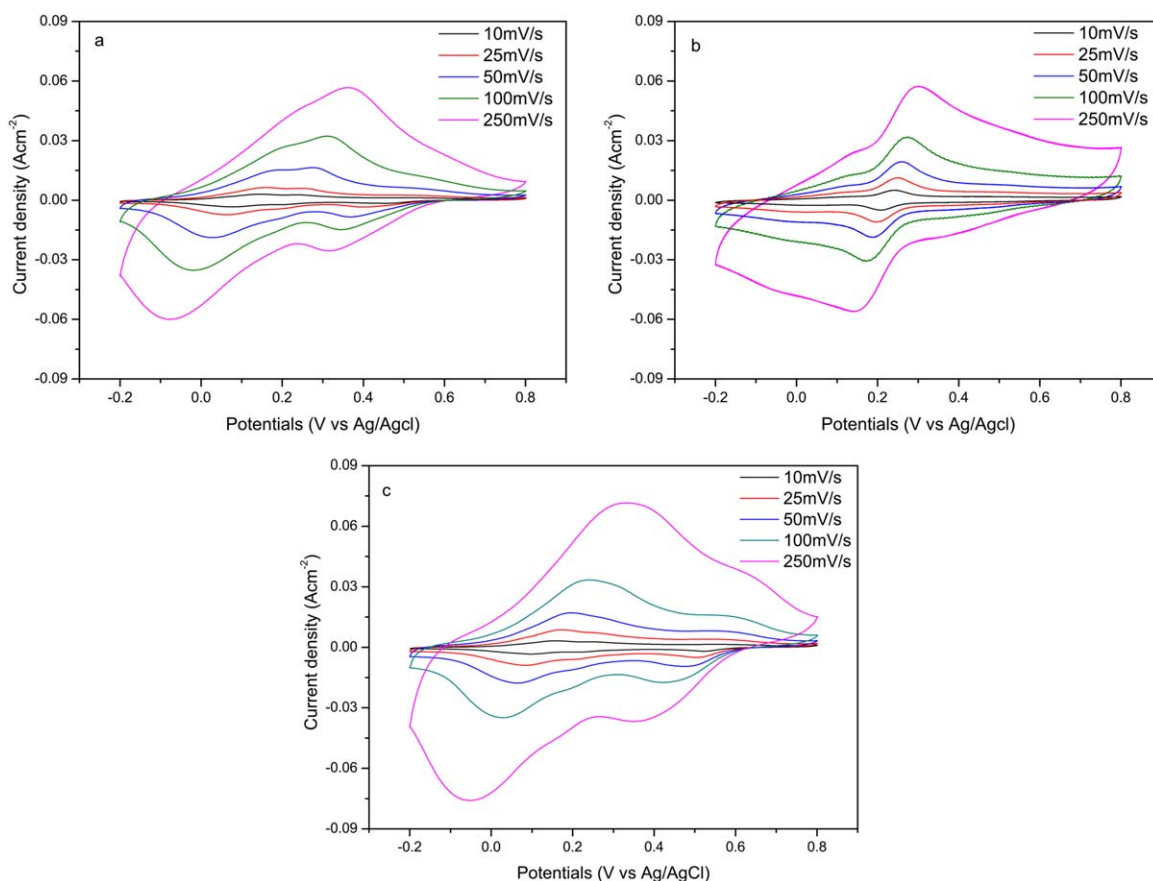 a
10mV/s
25mV/s
50mV/s
100mV/s
250mV/s
0.09
0.06
0.03
0.00
-0.03
-0.06
-0.09
Current density (Acm⁻²)
-0.2 0.0 0.2 0.4 0.6 0.8
Potentials (V vs Ag/Agcl)
b
10mV/s
25mV/s
50mV/s
100mV/s
250mV/s
0.09
0.06
0.03
0.00
-0.03
-0.06
-0.09
Current density (Acm⁻²)
-0.2 0.0 0.2 0.4 0.6 0.8
Potentials (V vs Ag/Agcl)
c
10mV/s
25mV/s
50mV/s
100mV/s
250mV/s
0.09
0.06
0.03
0.00
-0.03
-0.06
-0.09
Current density (Acm⁻²)
-0.2 0.0 0.2 0.4 0.6 0.8
Potentials (V vs Ag/AgCl)